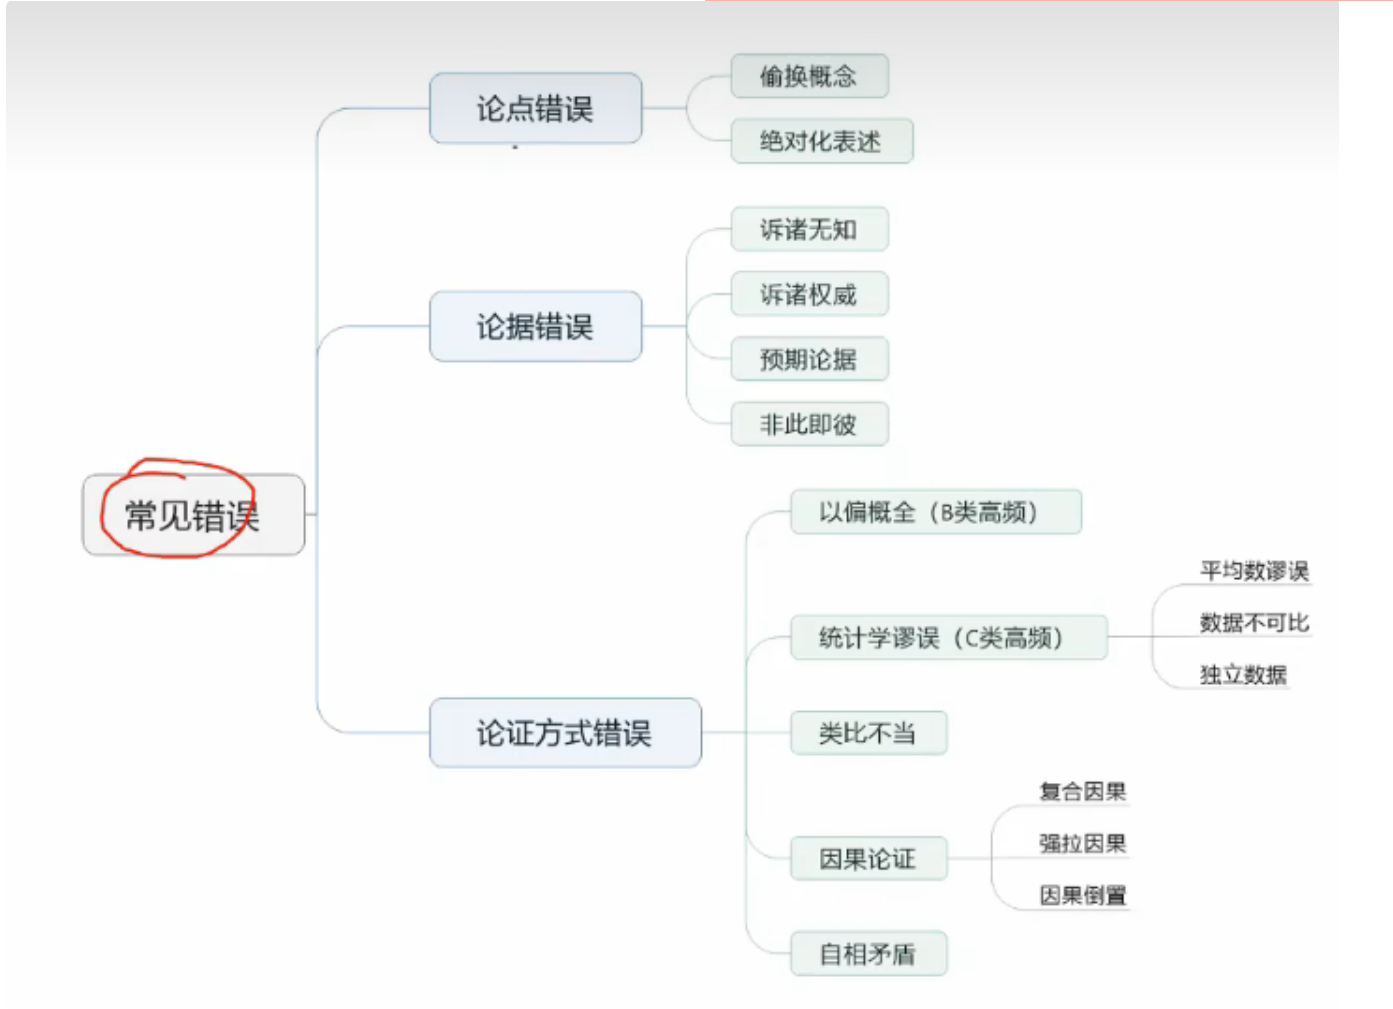 论点错误
偷换概念
绝对化表述
论据错误
诉诸无知
诉诸权威
预期论据
非此即彼
常见错误
论证方式错误
以偏概全（B类高频）
统计学谬误（C类高频）
平均数谬误
数据不可比
独立数据
类比不当
因果论证
复合因果
强拉因果
因果倒置
自相矛盾